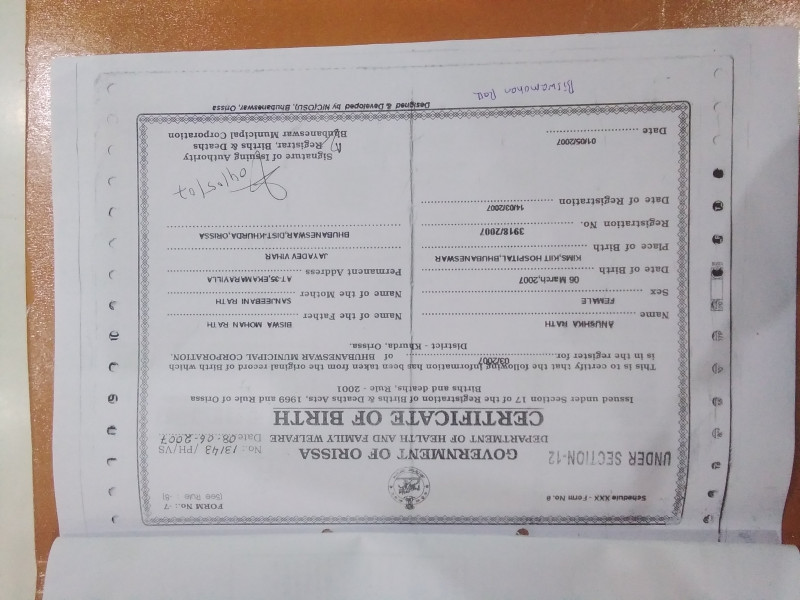 Schedule XXX - Form No.8
FORM No.: -7
(See Rule -8)
UNDER SECTION-12
GOVERNMENT OF ORISSA
DEPARTMENT OF HEALTH AND FAMILY WELFARE
No.: 13143 /PH/VS
Date 08-06-2007
CERTIFICATE OF BIRTH
Issued under Section 17 of the Registration of Births & Deaths, Acts, 1969 and Rule of Orissa
Births and deaths - Rule, - 2001
This is to certify that the following information has been taken from the original record of Birth which
is in the register for 03/2007 of BHUBANESWAR MUNICIPAL CORPORATION,
District - Khurda, Orissa.
Name ANUSHKA RATH
Sex FEMALE
Date of Birth 06 March,2007
Place of Birth KIMS,KIIT HOSPITAL,BHUBANESWAR
Registration No. 3918/2007
Date of Registration 14/03/2007
Date 01/05/2007
Name of the Father BISWA MOHAN RATH
Name of the Mother SANJEEBANI RATH
Permanent Address AT-35,EKAMARAVILLA
JAYADEV VIHAR
BHUBANESWAR,DIST-KHURDA,ORISSA
04/05/07
Signature of Issuing Authority
Registrar, Births & Deaths
Bhubaneswar Municipal Corporation
Designed & Developed by NIC(OSU), Bhubaneswar, Orissa
Biswamohan Rath